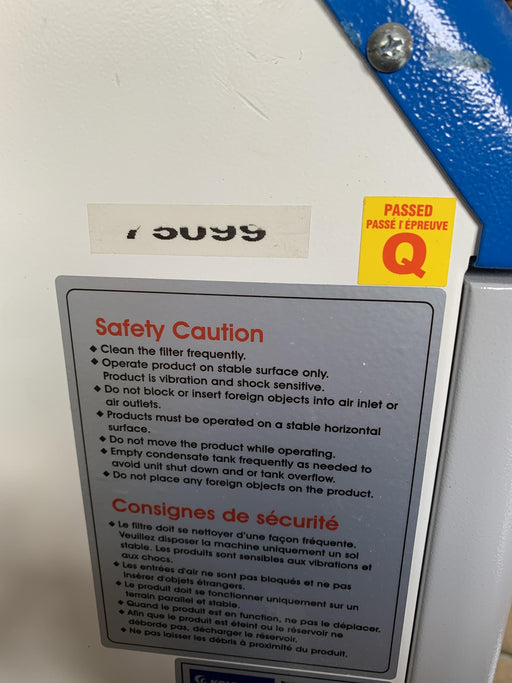 75099
PASSED
PASSÉ l'ÉPREUVE
Q
Safety Caution
◆ Clean the filter frequently.
◆ Operate product on stable surface only.
Product is vibration and shock sensitive.
◆ Do not block or insert foreign objects into air inlet or
air outlets.
◆ Products must be operated on a stable horizontal
surface.
◆ Do not move the product while operating.
◆ Empty condensate tank frequently as needed to
avoid unit shut down and or tank overflow.
◆ Do not place any foreign objects on the product.
Consignes de sécurité
◆ Le filtre doit se nettoyer d'une façon fréquente.
Veuillez disposer la machine uniquement un sol
stable. Les produits sont sensibles aux vibrations et
aux chocs.
◆ Les entrées d'air ne sont pas bloqués et ne pas
Insérer d'objets étrangers.
◆ Le produit doit se fonctionner uniquement sur un
terrain parallel et stable.
◆ Quand le produit est en function, ne pas le déplacer.
◆ Afin que le produit est éteint ou le réservoir ne
déborde pas, décharger le réservoir.
◆ Ne pas laisser les débris à proximité du produit.